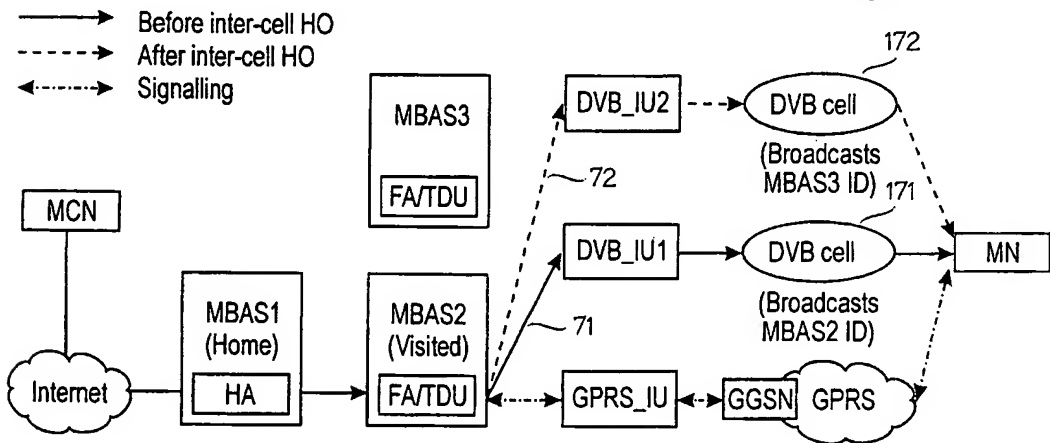 Before inter-cell HO
After inter-cell HO
Signalling
MBAS3
FA/TDU
DVB_IU2
DVB cell
172
(Broadcasts
MBAS3 ID)
72
171
MCN
DVB_IU1
DVB cell
MN
(Broadcasts
MBAS2 ID)
71
MBAS1
(Home)
HA
MBAS2
(Visited)
FA/TDU
Internet
GPRS_IU
GGSN
GPRS